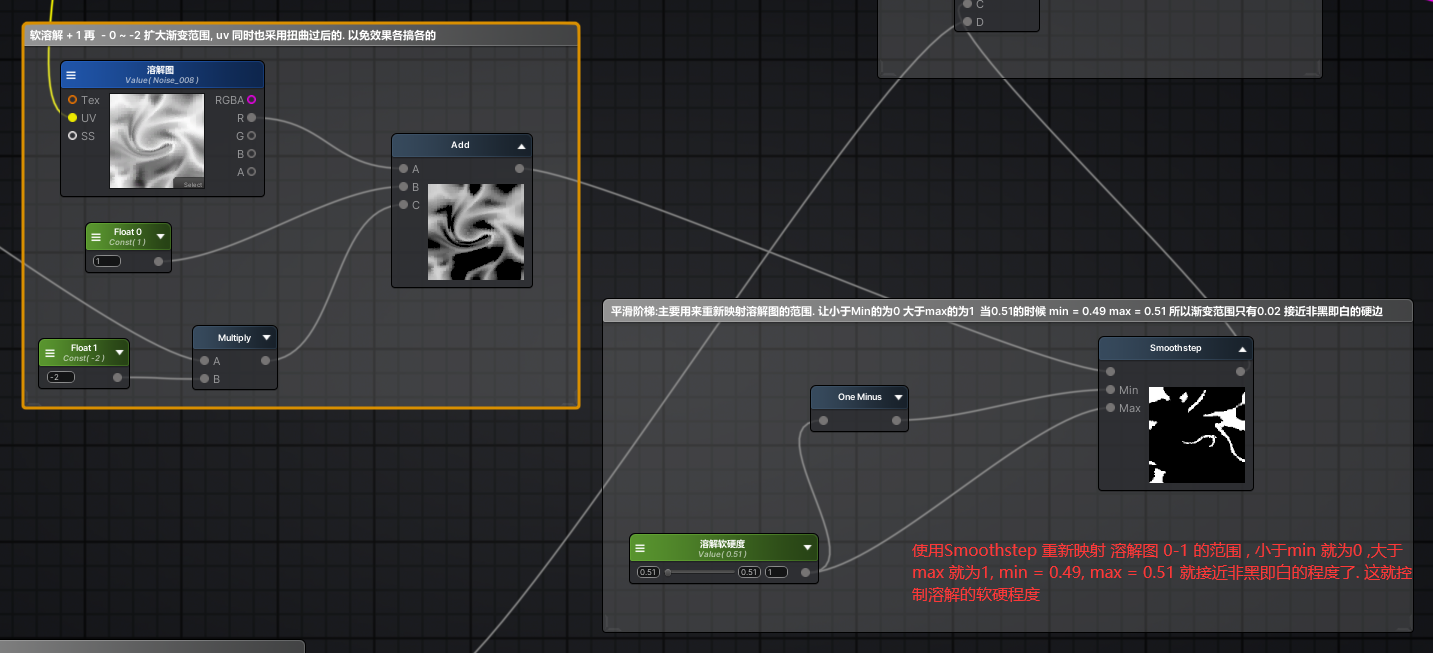 C
D
软溶解 + 1 再 - 0 ~ -2 扩大渐变范围, uv 同时也采用扭曲过后的. 以免效果各搞各的
溶解图
Value( Noise_008 )
Tex
RGBA
UV
R
SS
G
B
A
Select
Add
A
B
C
Float 0
Const( 1 )
1
Multiply
A
B
Float 1
Const( -2 )
-2
平滑阶梯:主要用来重新映射溶解图的范围. 让小于Min的为0 大于max的为1 当0.51的时候 min = 0.49 max = 0.51 所以渐变范围只有0.02 接近非黑即白的硬边
Smoothstep
Min
Max
One Minus
溶解软硬度
Value( 0.51 )
0.51
0.51
1
使用Smoothstep 重新映射 溶解图 0-1 的范围 , 小于min 就为0 ,大于
max 就为1, min = 0.49, max = 0.51 就接近非黑即白的程度了. 这就控
制溶解的软硬程度